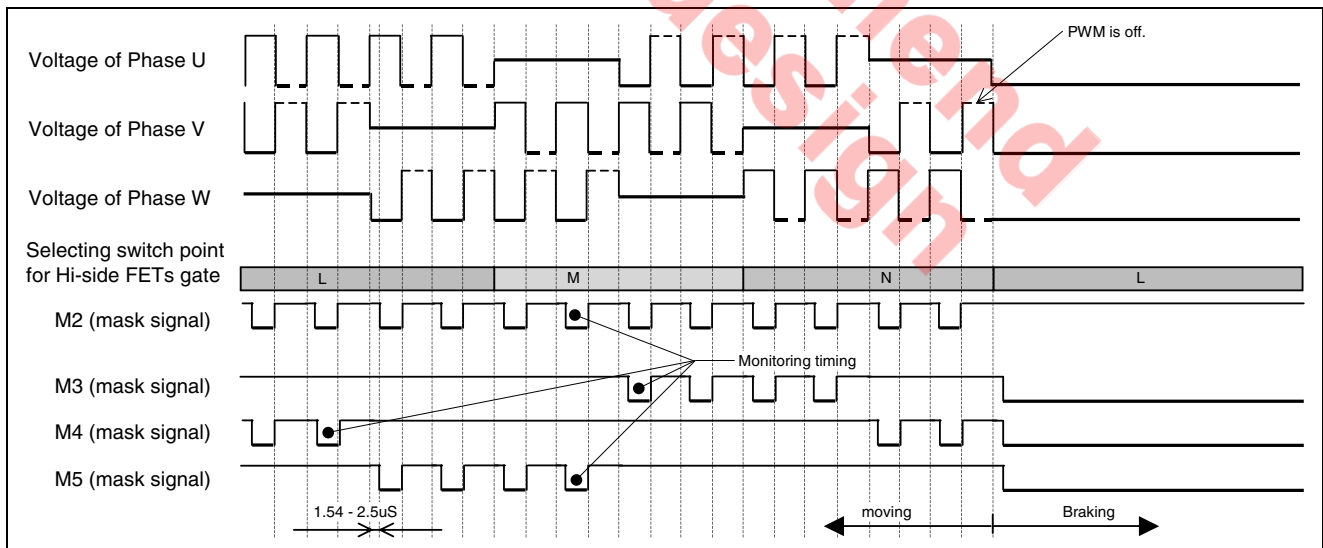 PWM is off.
Voltage of Phase U
Voltage of Phase V
Voltage of Phase W
Selecting switch point
for Hi-side FETs gate
L M N L
M2 (mask signal)
Monitoring timing
M3 (mask signal)
M4 (mask signal)
M5 (mask signal)
1.54 - 2.5uS
moving Braking
design